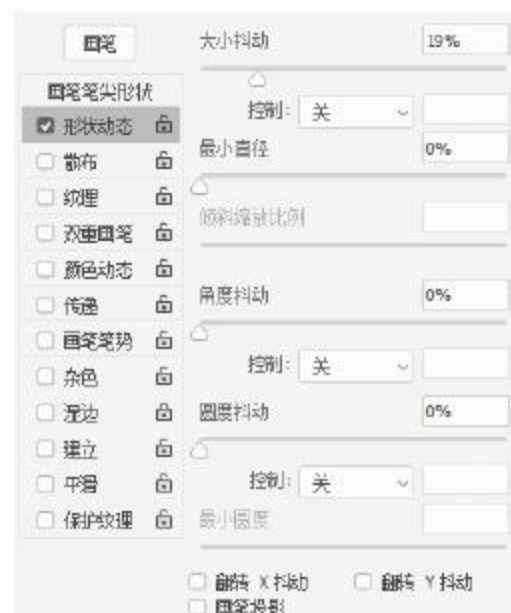 画笔
画笔笔尖形状
形状动态
散布
纹理
双重画笔
颜色动态
传递
画笔笔势
杂色
湿边
建立
平滑
保护纹理
大小抖动 19%
控制: 关
最小直径 0%
倾斜缩放比例
角度抖动 0%
控制: 关
圆度抖动 0%
控制: 关
最小圆度
翻转 X 抖动 翻转 Y 抖动
画笔投影